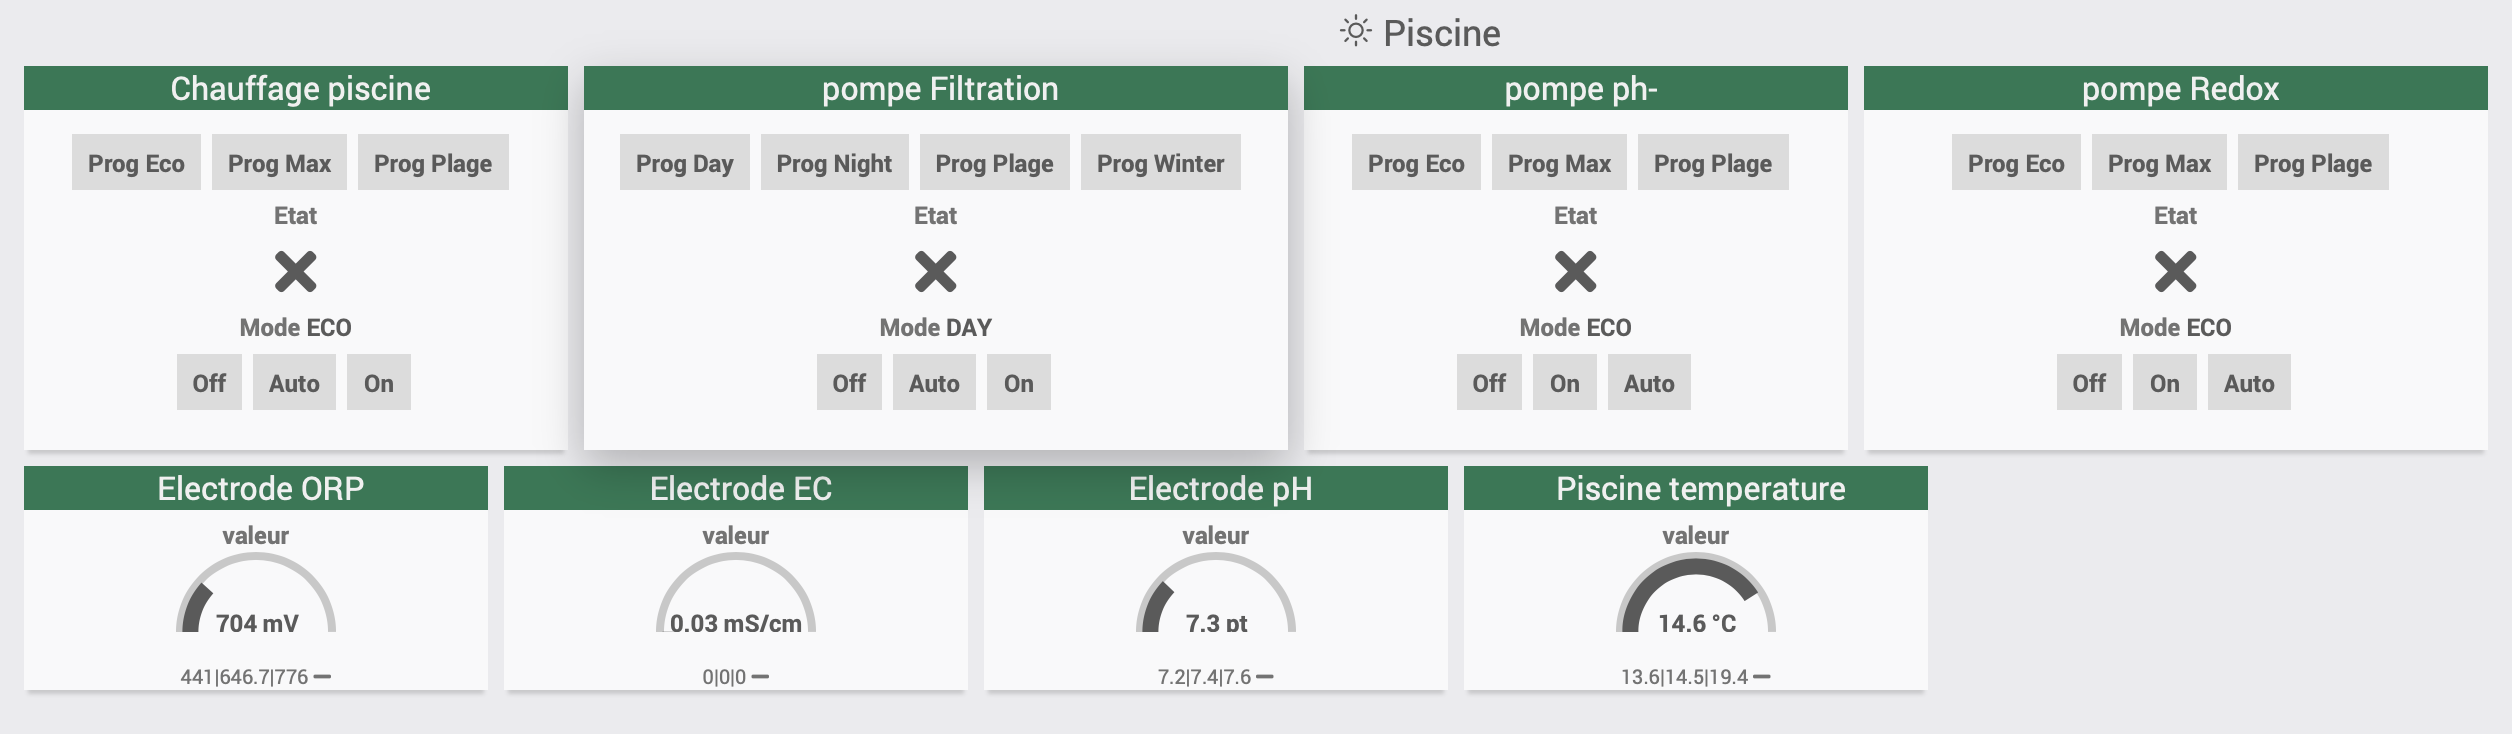 Piscine
Chauffage piscine
Prog Eco Prog Max Prog Plage
Etat
Mode ECO
Off Auto On
pompe Filtration
Prog Day Prog Night Prog Plage Prog Winter
Etat
Mode DAY
Off Auto On
pompe ph-
Prog Eco Prog Max Prog Plage
Etat
Mode ECO
Off On Auto
pompe Redox
Prog Eco Prog Max Prog Plage
Etat
Mode ECO
Off On Auto
Electrode ORP
valeur
704 mV
441|646.7|776
Electrode EC
valeur
0.03 mS/cm
0|0|0
Electrode pH
valeur
7.3 pt
7.2|7.4|7.6
Piscine temperature
valeur
14.6 °C
13.6|14.5|19.4